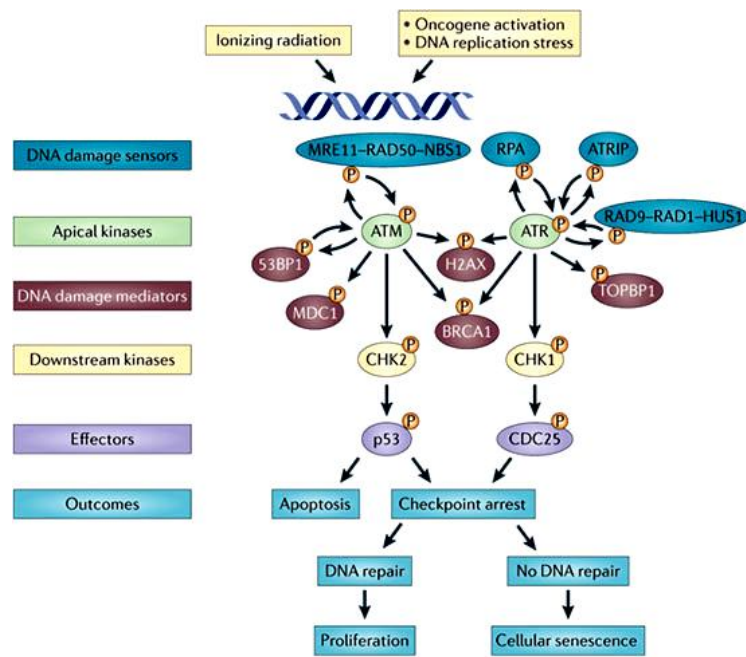 Ionizing radiation
• Oncogene activation
• DNA replication stress
DNA damage sensors
MRE11–RAD50–NBS1
RPA
ATRIP
P
P
P
RAD9–RAD1–HUS1
P
Apical kinases
ATM
P
ATR
P
53BP1
P
H2AX
P
DNA damage mediators
MDC1
P
BRCA1
P
TOPBP1
P
Downstream kinases
CHK2
P
CHK1
P
Effectors
p53
P
CDC25
P
Outcomes
Apoptosis
Checkpoint arrest
DNA repair
No DNA repair
Proliferation
Cellular senescence